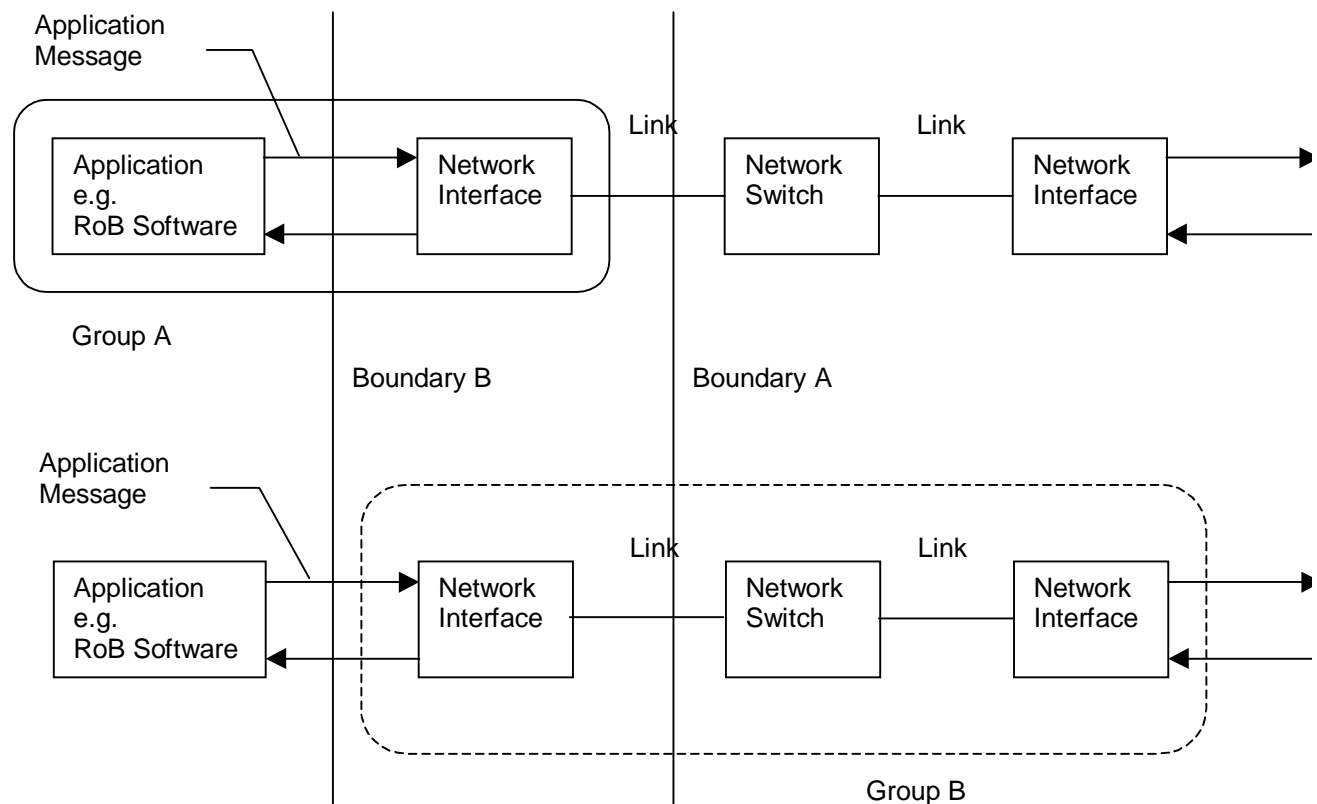 Application
Message
Link
Link
Application
e.g.
RoB Software
Network
Interface
Network
Switch
Network
Interface
Group A
Boundary B
Boundary A
Application
Message
Link
Link
Application
e.g.
RoB Software
Network
Interface
Network
Switch
Network
Interface
Group B